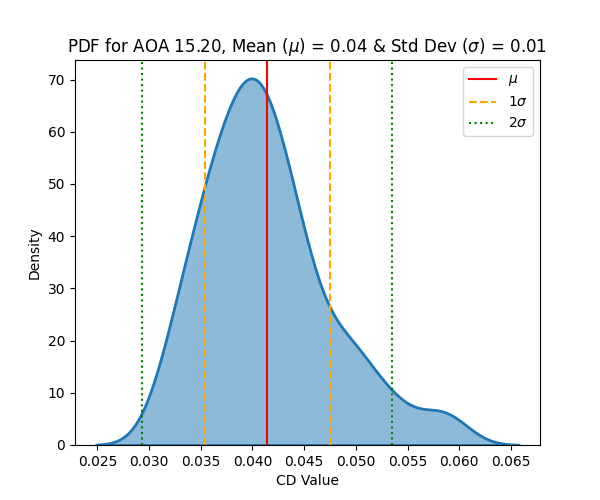 PDF for AOA 15.20, Mean (μ) = 0.04 & Std Dev (σ) = 0.01
μ
1σ
2σ
70
60
50
40
30
20
10
0
Density
0.025 0.030 0.035 0.040 0.045 0.050 0.055 0.060 0.065
CD Value